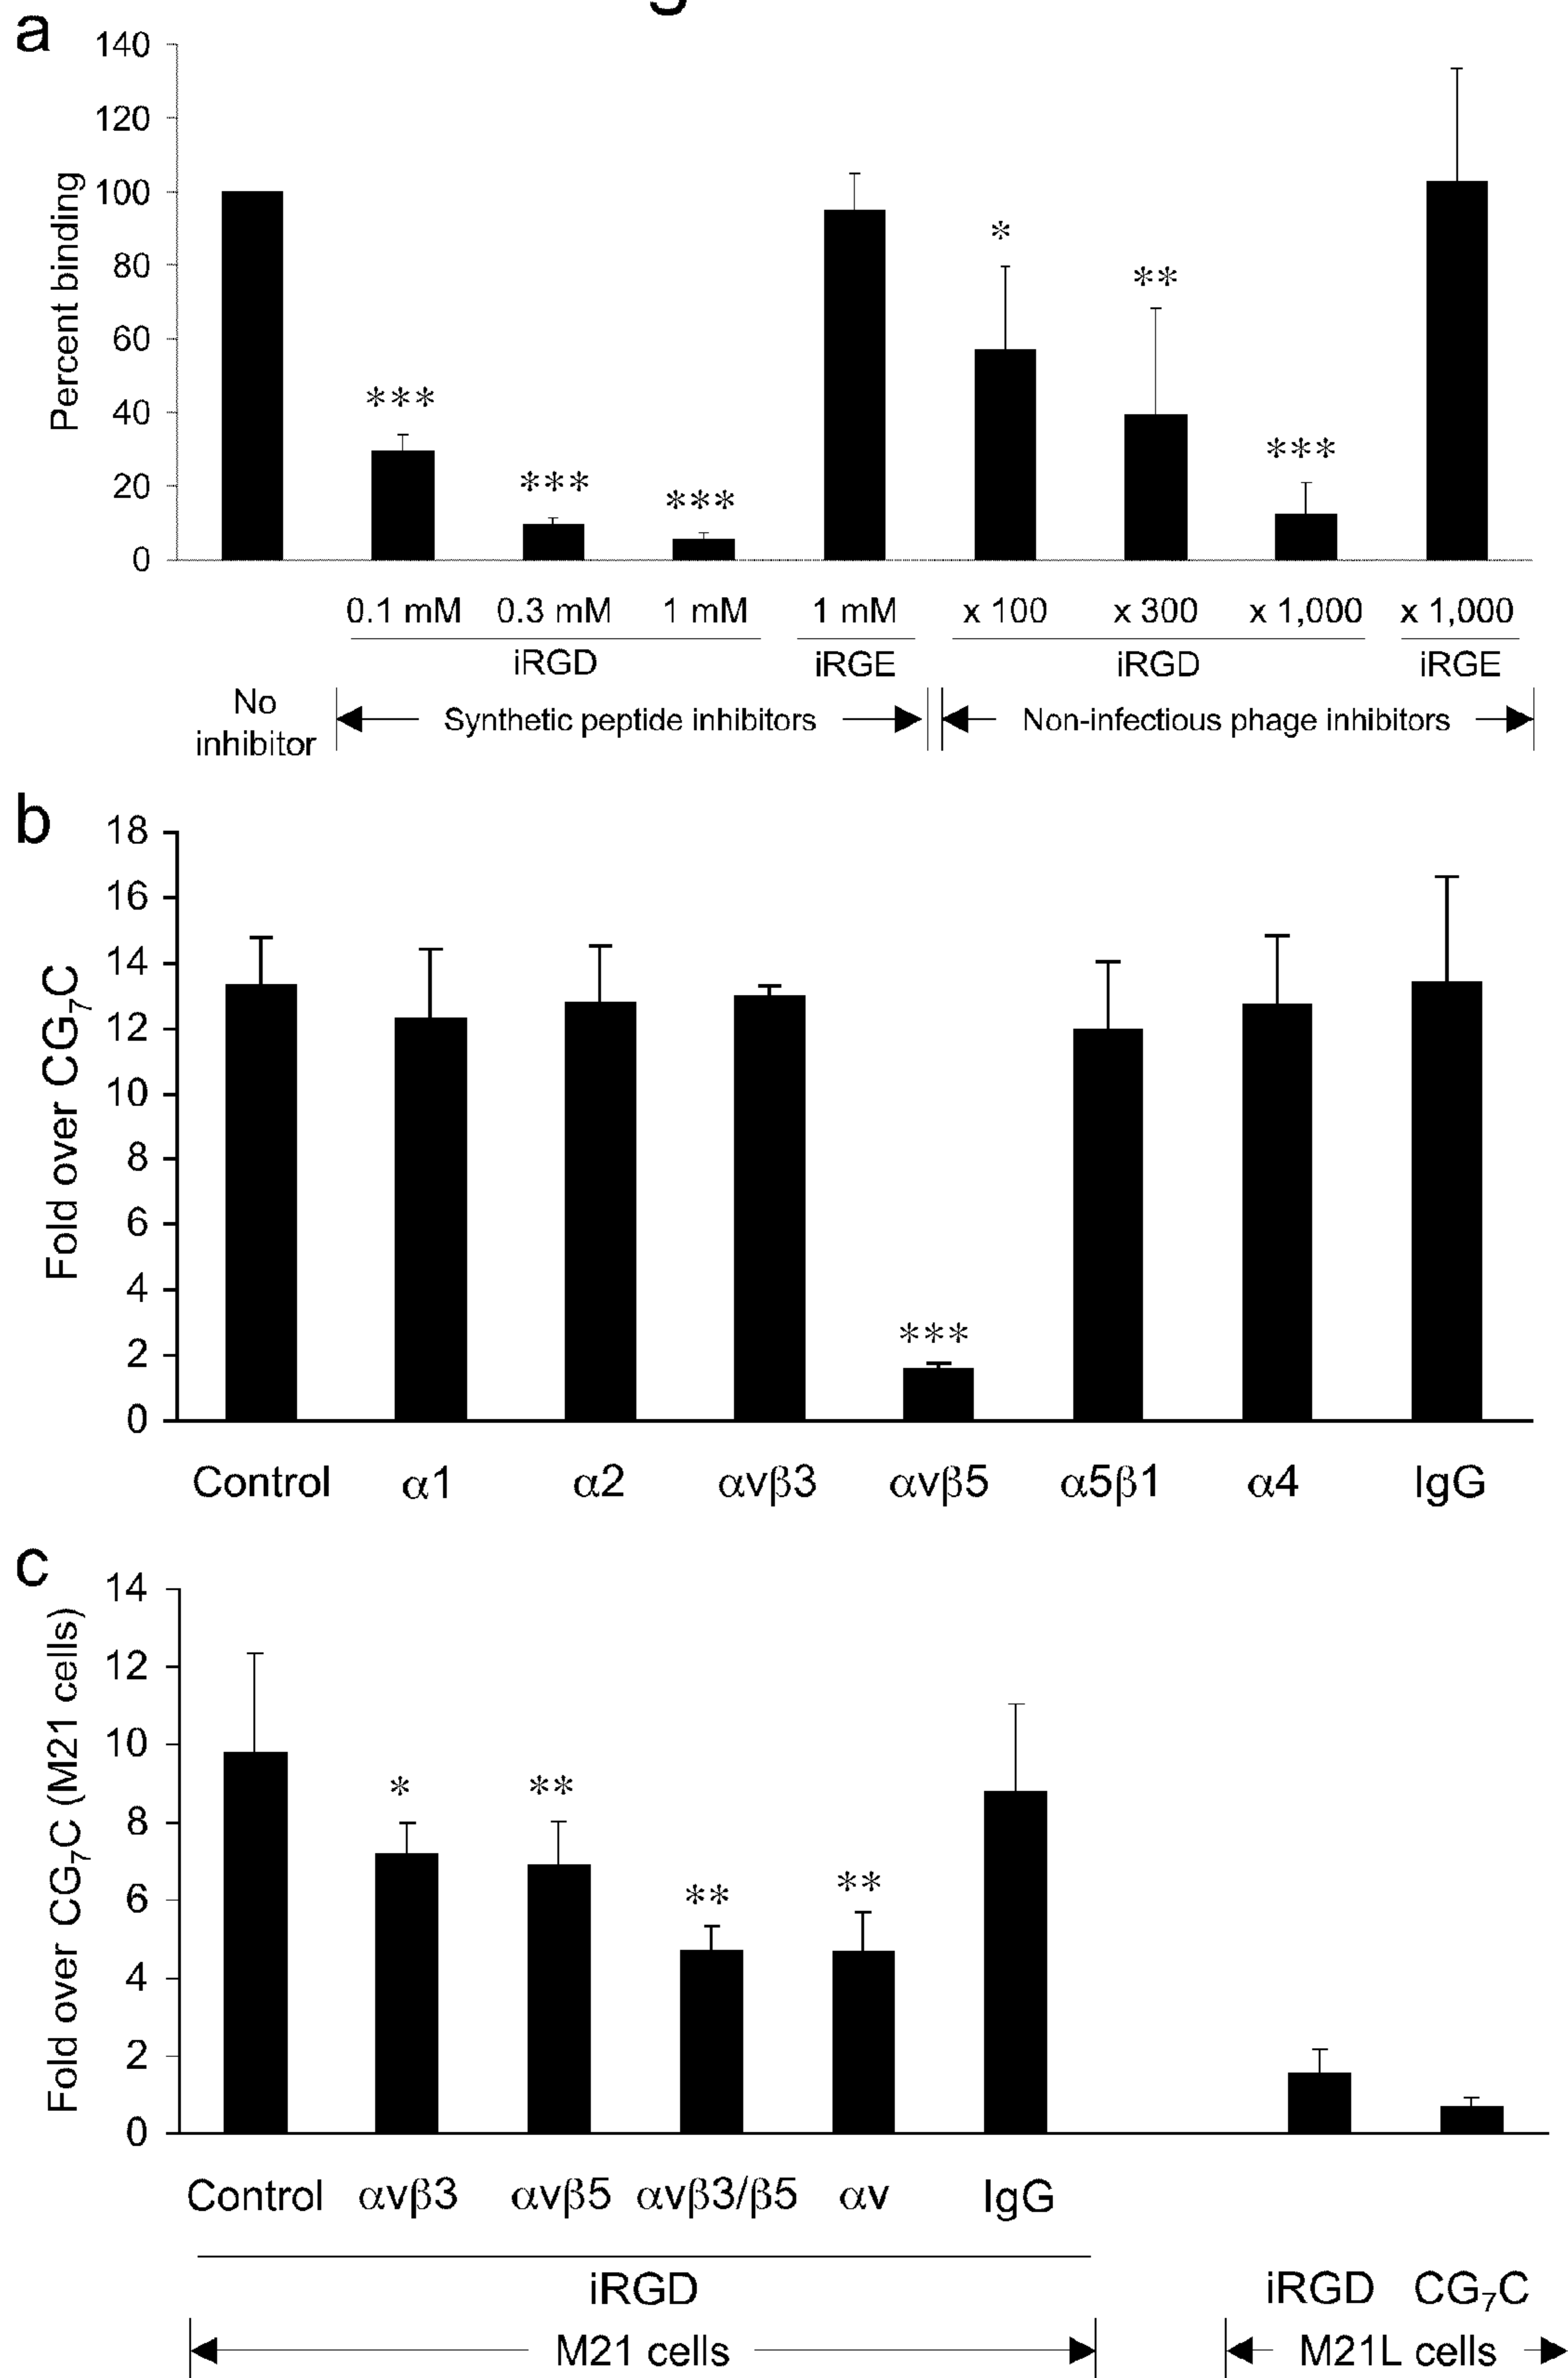 a
140
120
100
80
60
40
20
0
Percent binding
***
***
***
*
**
***
0.1 mM 0.3 mM 1 mM 1 mM x 100 x 300 x 1,000 x 1,000
iRGD iRGE iRGD iRGE
No
inhibitor
Synthetic peptide inhibitors Non-infectious phage inhibitors
b
18
16
14
12
10
8
6
4
2
0
Fold over CG₇C
***
Control α1 α2 αvβ3 αvβ5 α5β1 α4 IgG
c
14
12
10
8
6
4
2
0
Fold over CG₇C (M21 cells)
*
**
**
**
Control αvβ3 αvβ5 αvβ3/β5 αv IgG
iRGD iRGD CG₇C
M21 cells M21L cells